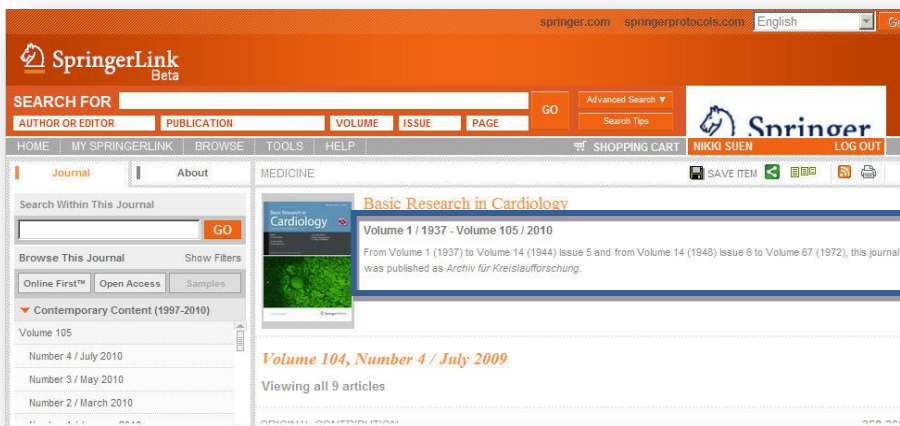 springer.com springerprotocols.com English
SpringerLink
Beta
SEARCH FOR
GO
Advanced Search ▼
Search Tips
AUTHOR OR EDITOR PUBLICATION VOLUME ISSUE PAGE
Springer
HOME MY SPRINGERLINK BROWSE TOOLS HELP SHOPPING CART NIKKI SUEN LOG OUT
Journal About MEDICINE SAVE ITEM
Search Within This Journal
GO
Browse This Journal Show Filters
Online First™ Open Access Samples
Contemporary Content (1997-2010)
Volume 105
Number 4 / July 2010
Number 3 / May 2010
Number 2 / March 2010
Basic Research in Cardiology
Basic Research in
Cardiology
Volume 1 / 1937 - Volume 105 / 2010
From Volume 1 (1937) to Volume 14 (1944) Issue 5 and from Volume 14 (1948) Issue 6 to Volume 67 (1972), this journal
was published as Archiv für Kreislaufforschung.
Volume 104, Number 4 / July 2009
Viewing all 9 articles
ORIGINAL CONTRIBUTION